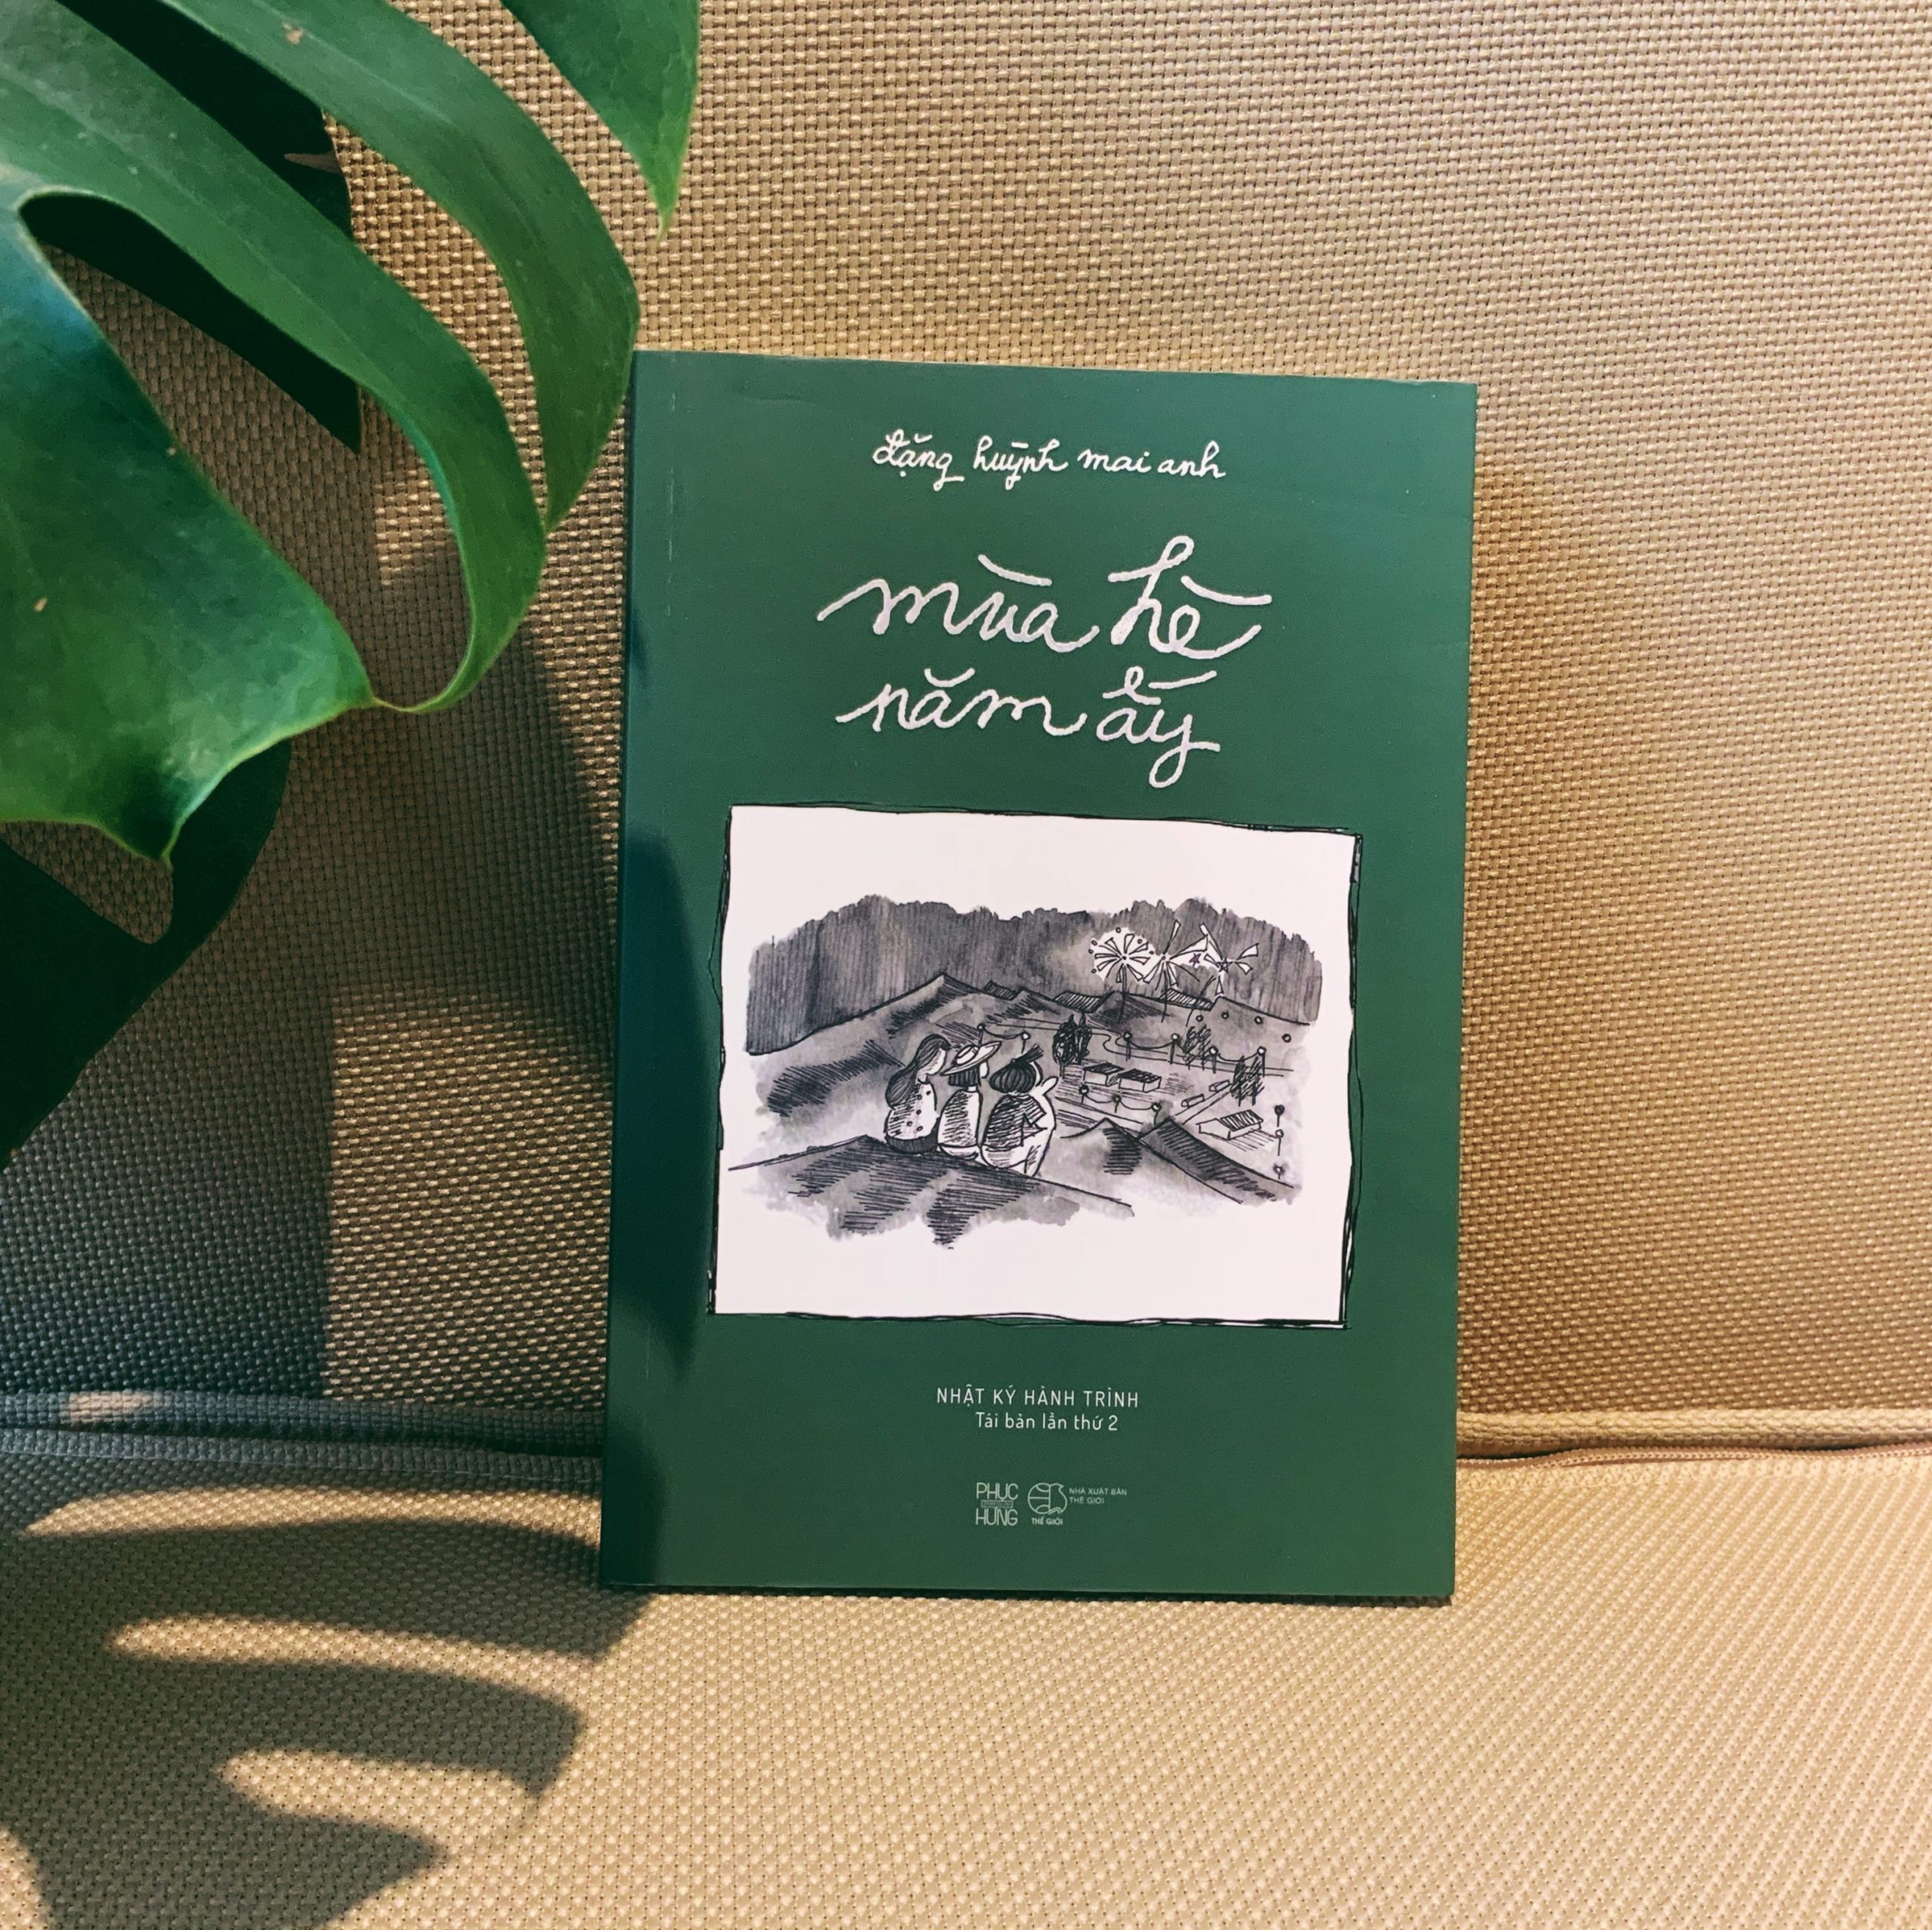 đặng huỳnh mai anh
mùa hè
năm ấy
NHẬT KÝ HÀNH TRÌNH
Tái bản lần thứ 2
PHỤC
HƯNG
NHÀ XUẤT BẢN
THẾ GIỚI
THẾ GIỚI